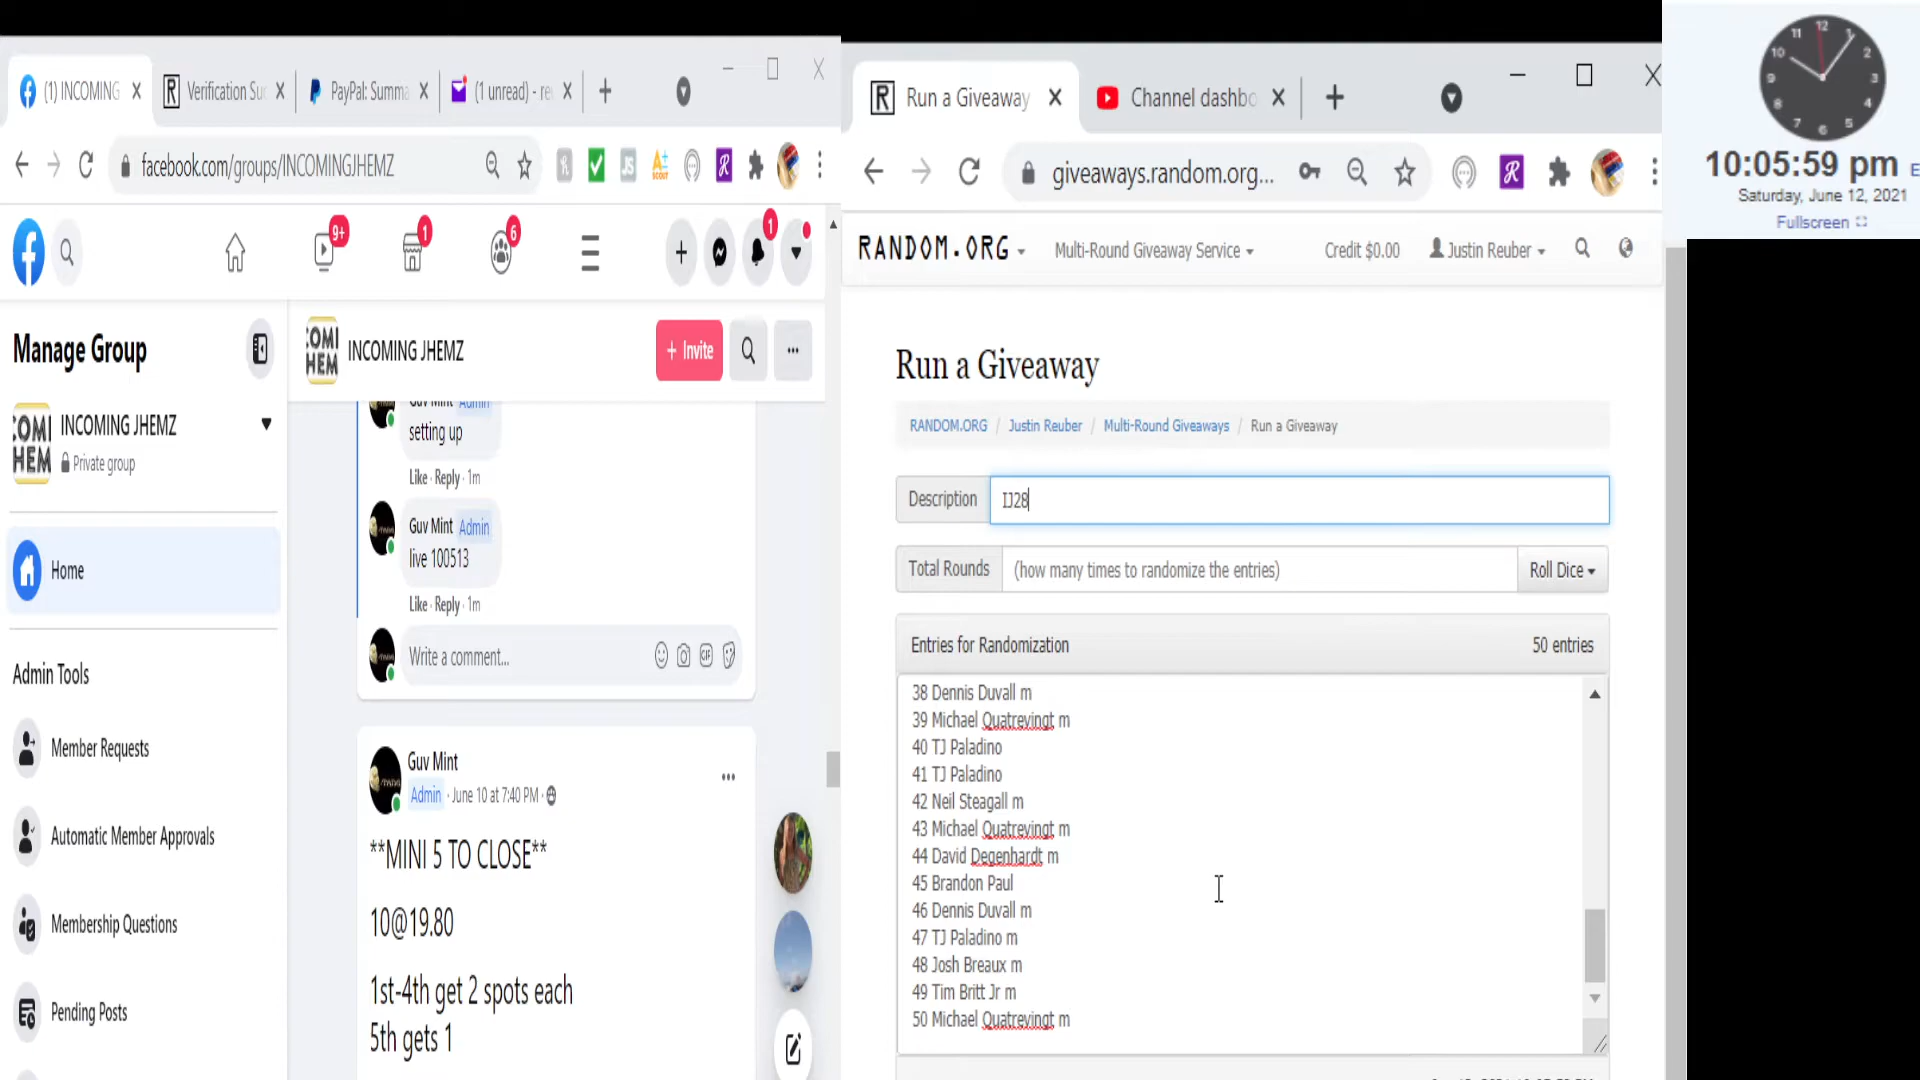 (1) INCOMING
Verification Su
PayPal: Summa
(1 unread) - re
facebook.com/groups/INCOMINGJHEMZ
9+
1
6
1
Manage Group
INCOMING JHEMZ
Private group
Home
Admin Tools
Member Requests
Automatic Member Approvals
Membership Questions
Pending Posts
INCOMING JHEMZ
+ Invite
Guv Mint Admin
setting up
Like · Reply · 1m
Guv Mint Admin
live 100513
Like · Reply · 1m
Write a comment...
GIF
Guv Mint
Admin · June 10 at 7:40 PM ·
**MINI 5 TO CLOSE**
10@19.80
1st-4th get 2 spots each
5th gets 1
Run a Giveaway
Channel dashbo
giveaways.random.org...
RANDOM.ORG
Multi-Round Giveaway Service
Credit $0.00
Justin Reuber
Run a Giveaway
RANDOM.ORG / Justin Reuber / Multi-Round Giveaways / Run a Giveaway
Description IJ28
Total Rounds (how many times to randomize the entries) Roll Dice
Entries for Randomization 50 entries
38 Dennis Duvall m
39 Michael Quatrevingt m
40 TJ Paladino
41 TJ Paladino
42 Neil Steagall m
43 Michael Quatrevingt m
44 David Degenhardt m
45 Brandon Paul
46 Dennis Duvall m
47 TJ Paladino m
48 Josh Breaux m
49 Tim Britt Jr m
50 Michael Quatrevingt m
10:05:59 pm E
Saturday, June 12, 2021
Fullscreen